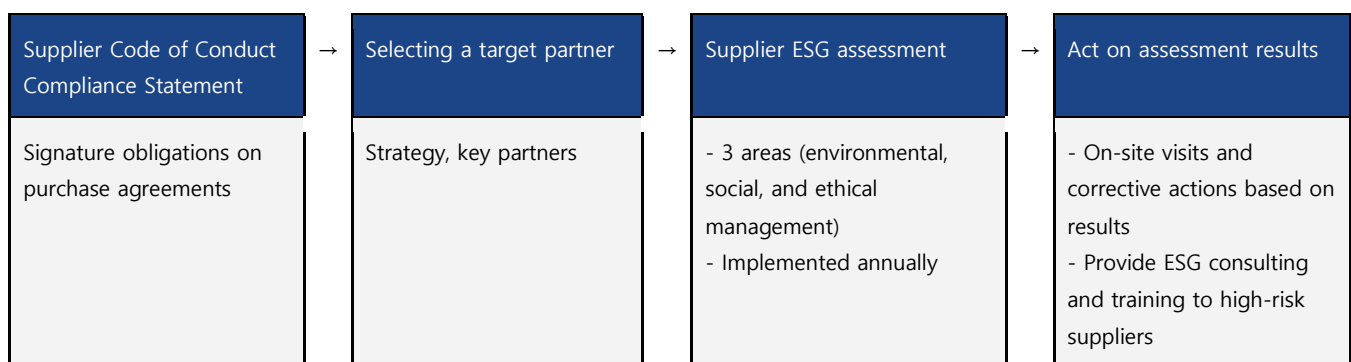 Supplier Code of Conduct
Compliance Statement
→
Selecting a target partner
→
Supplier ESG assessment
→
Act on assessment results
Signature obligations on
purchase agreements
Strategy, key partners
- 3 areas (environmental,
social, and ethical
management)
- Implemented annually
- On-site visits and
corrective actions based on
results
- Provide ESG consulting
and training to high-risk
suppliers